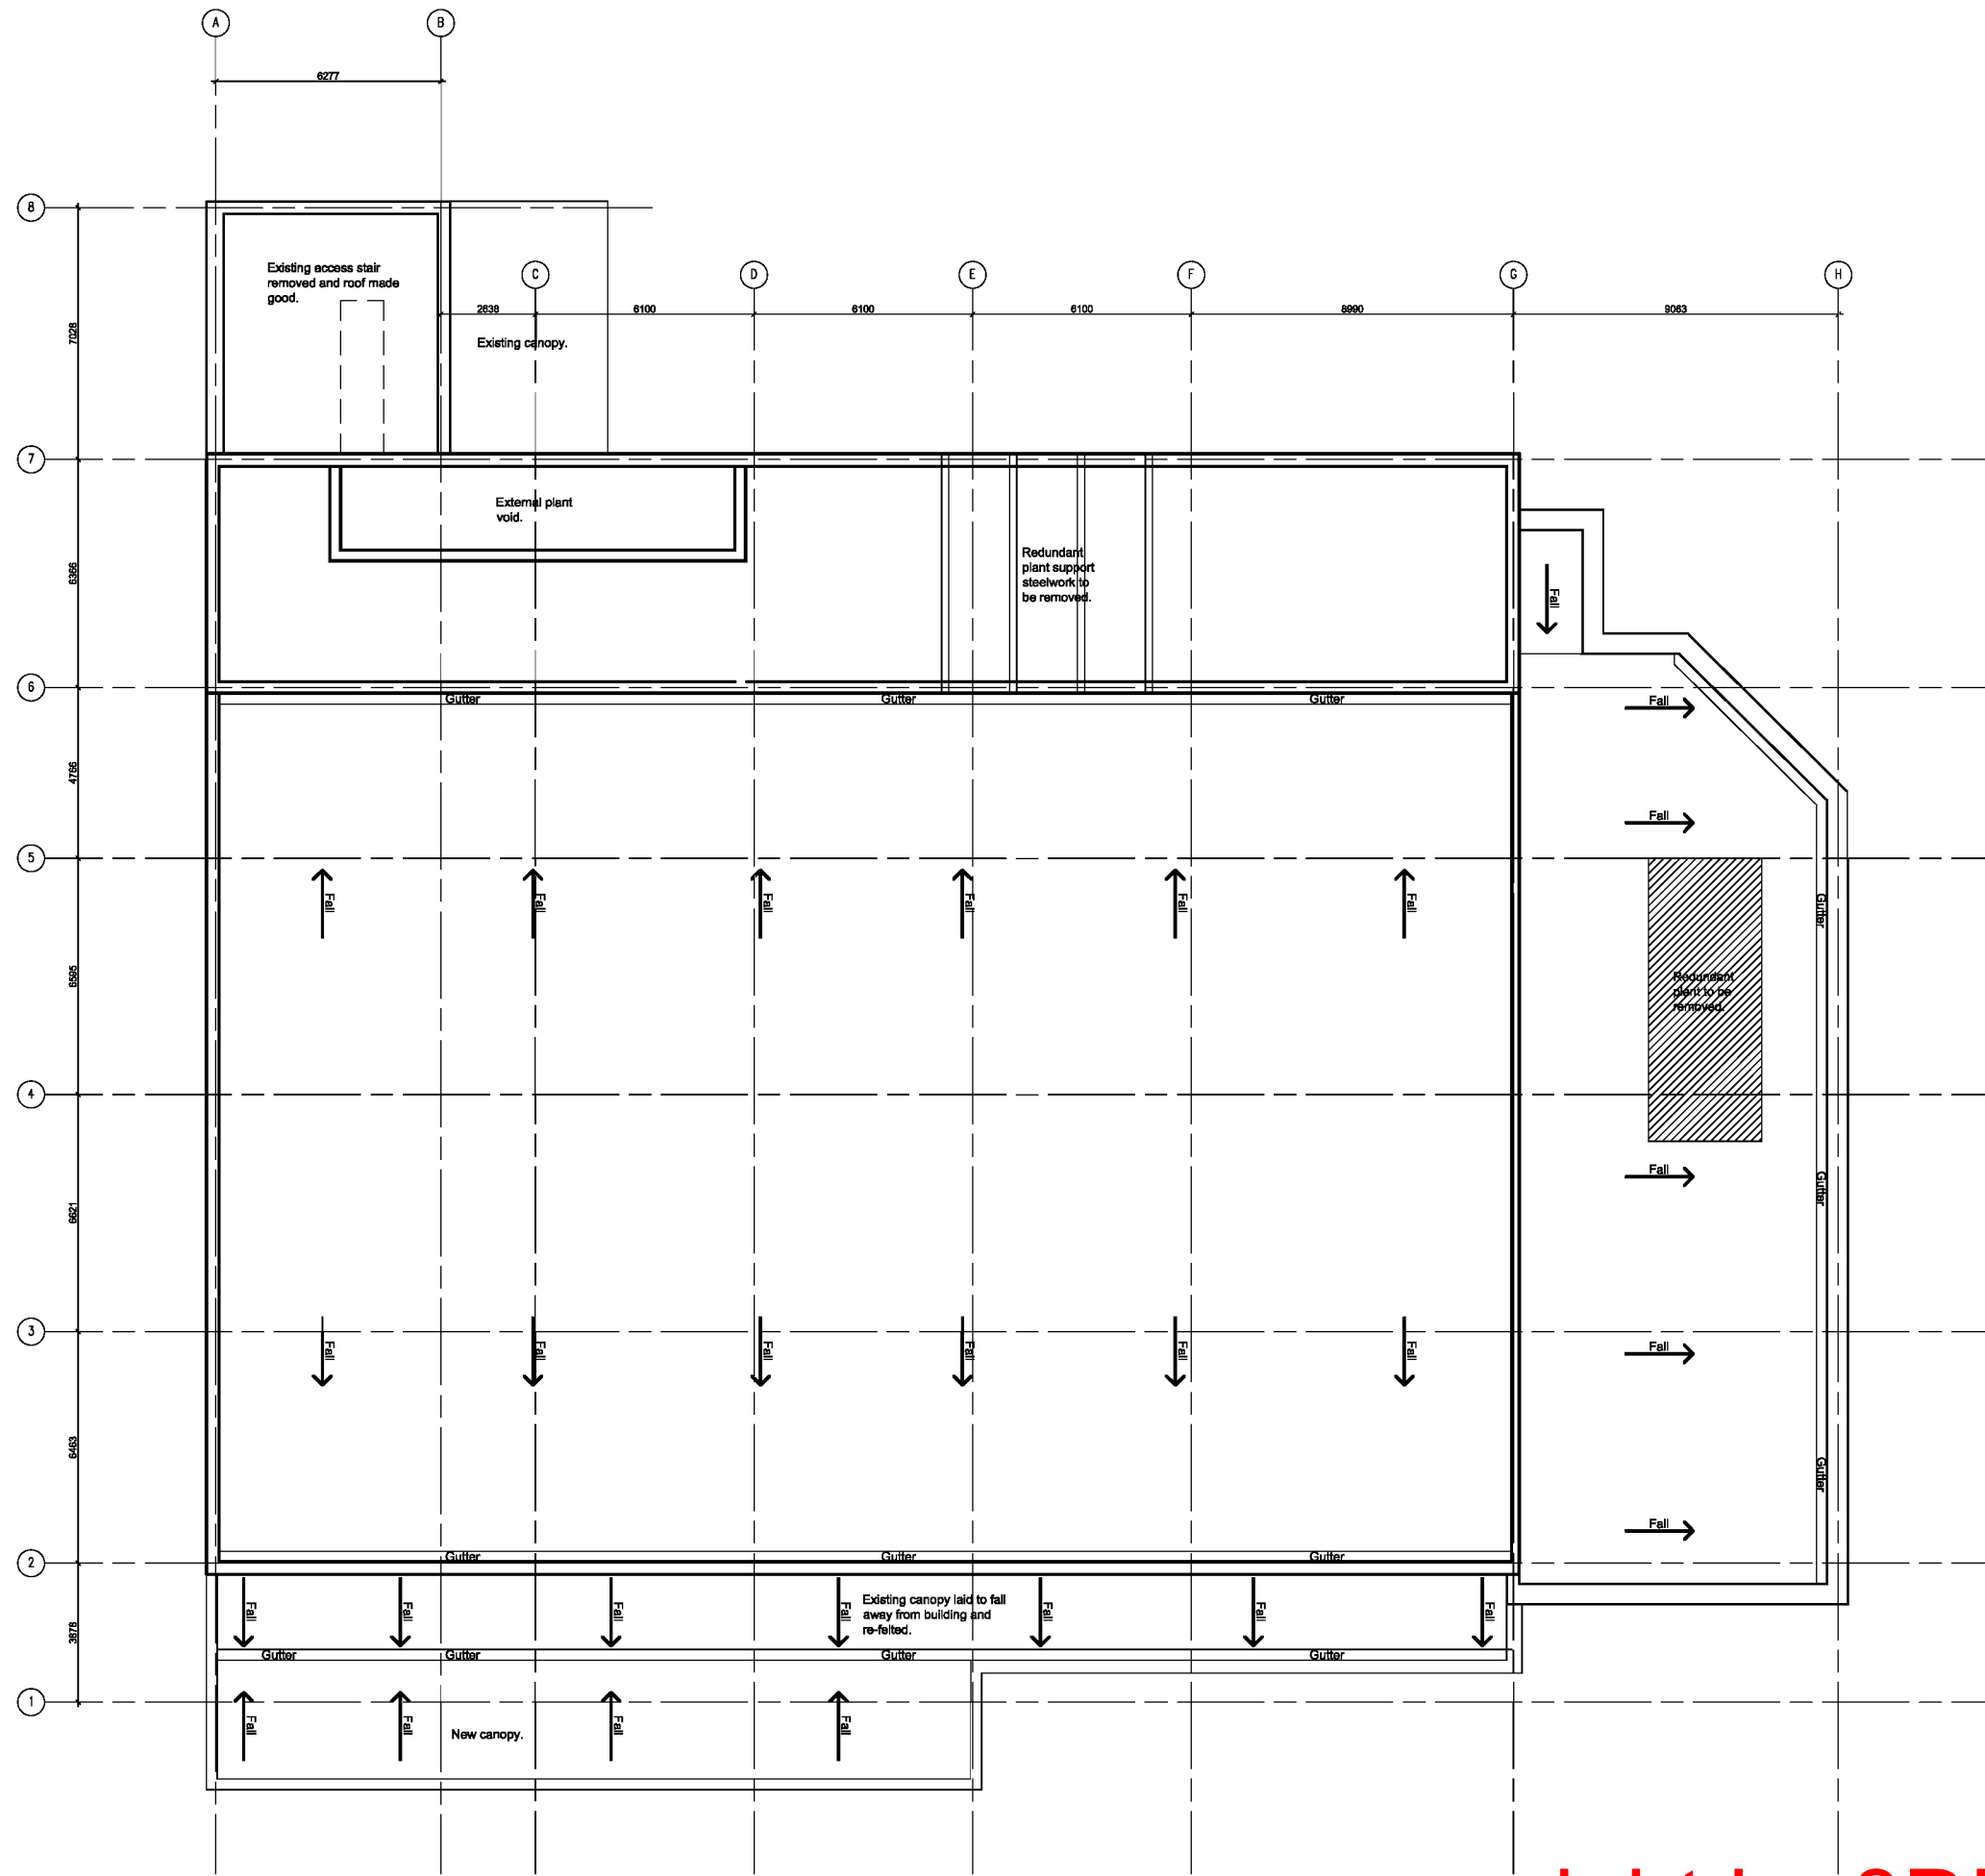 A
B
6277
8
Existing access stair
removed and roof made
good.
C
D
E
F
G
H
2638
6100
6100
6100
8990
9063
7028
Existing canopy.
7
External plant
void.
Redundant
plant support
steelwork to
be removed.
6366
Fall
6
Gutter
Gutter
Gutter
Fall
4766
Fall
5
Fall
Fall
Fall
Fall
Fall
Fall
Gutter
6595
Redundant
plant to be
removed.
4
Fall
Gutter
6621
3
Fall
Fall
Fall
Fall
Fall
Fall
Fall
6463
Gutter
Fall
2
Gutter
Gutter
Gutter
3878
Fall
Fall
Fall
Fall
Existing canopy laid to fall
away from building and
re-felted.
Fall
Fall
Fall
Gutter
Gutter
Gutter
Gutter
1
Fall
Fall
Fall
Fall
New canopy.